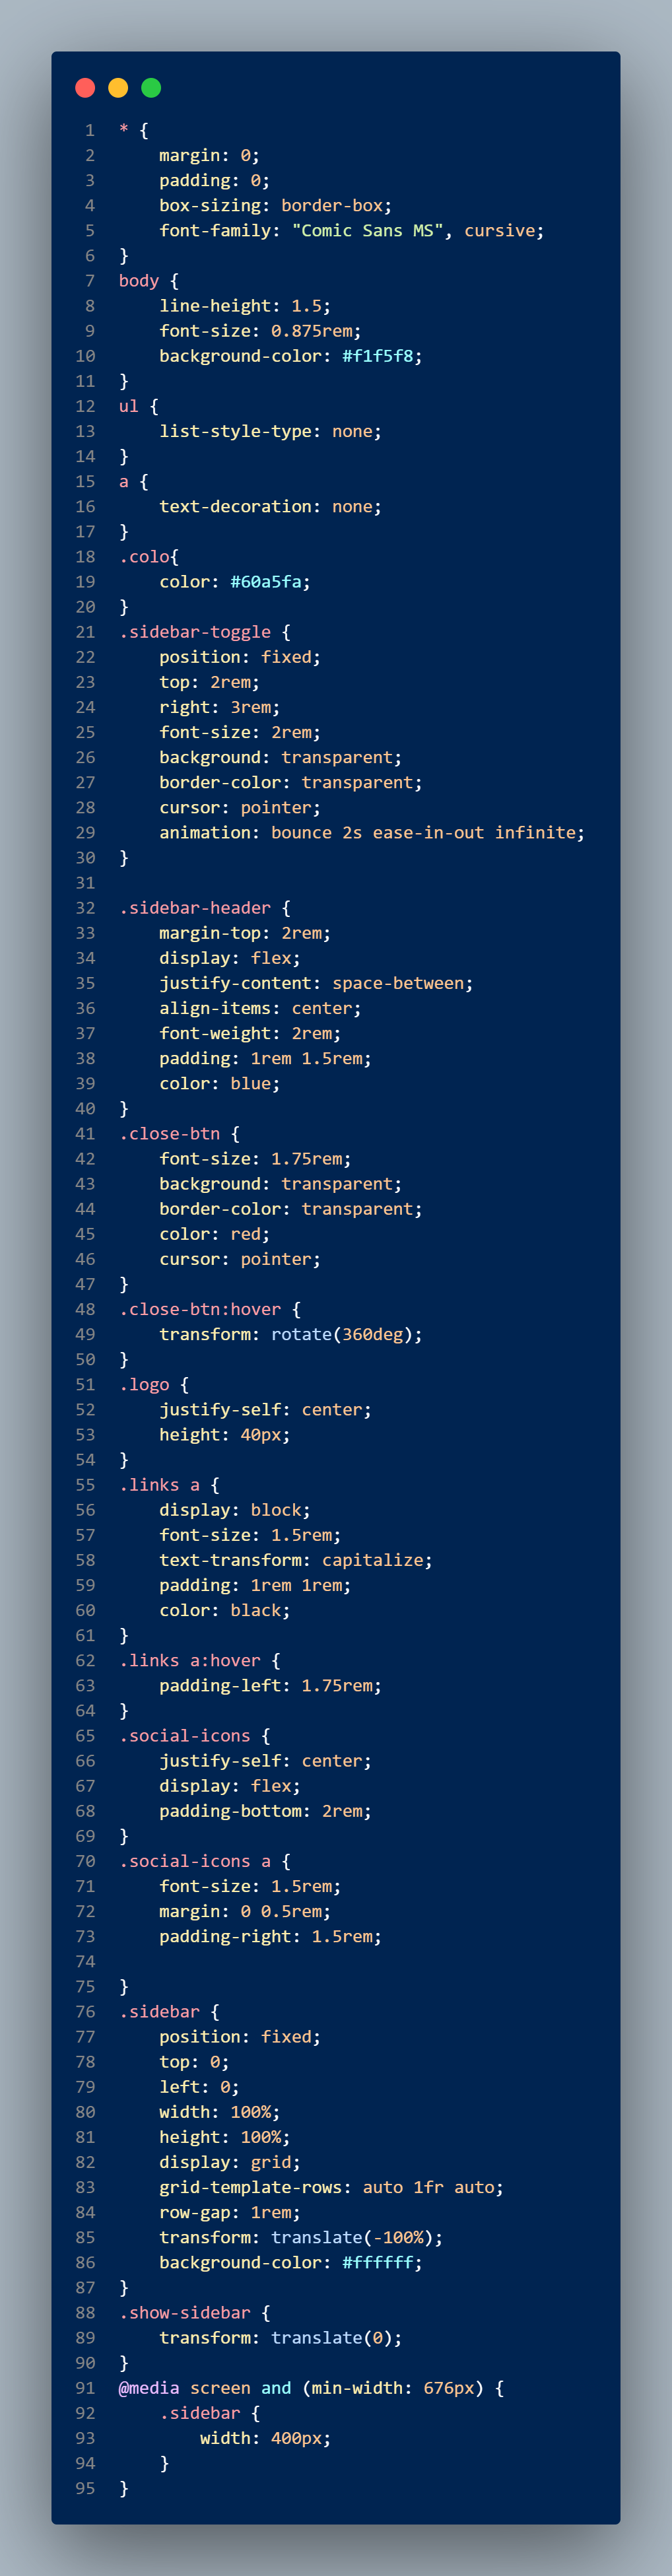 1 * {
2     margin: 0;
3     padding: 0;
4     box-sizing: border-box;
5     font-family: "Comic Sans MS", cursive;
6 }
7 body {
8     line-height: 1.5;
9     font-size: 0.875rem;
10     background-color: #f1f5f8;
11 }
12 ul {
13     list-style-type: none;
14 }
15 a {
16     text-decoration: none;
17 }
18 .colo{
19     color: #60a5fa;
20 }
21 .sidebar-toggle {
22     position: fixed;
23     top: 2rem;
24     right: 3rem;
25     font-size: 2rem;
26     background: transparent;
27     border-color: transparent;
28     cursor: pointer;
29     animation: bounce 2s ease-in-out infinite;
30 }
31
32 .sidebar-header {
33     margin-top: 2rem;
34     display: flex;
35     justify-content: space-between;
36     align-items: center;
37     font-weight: 2rem;
38     padding: 1rem 1.5rem;
39     color: blue;
40 }
41 .close-btn {
42     font-size: 1.75rem;
43     background: transparent;
44     border-color: transparent;
45     color: red;
46     cursor: pointer;
47 }
48 .close-btn:hover {
49     transform: rotate(360deg);
50 }
51 .logo {
52     justify-self: center;
53     height: 40px;
54 }
55 .links a {
56     display: block;
57     font-size: 1.5rem;
58     text-transform: capitalize;
59     padding: 1rem 1rem;
60     color: black;
61 }
62 .links a:hover {
63     padding-left: 1.75rem;
64 }
65 .social-icons {
66     justify-self: center;
67     display: flex;
68     padding-bottom: 2rem;
69 }
70 .social-icons a {
71     font-size: 1.5rem;
72     margin: 0 0.5rem;
73     padding-right: 1.5rem;
74
75 }
76 .sidebar {
77     position: fixed;
78     top: 0;
79     left: 0;
80     width: 100%;
81     height: 100%;
82     display: grid;
83     grid-template-rows: auto 1fr auto;
84     row-gap: 1rem;
85     transform: translate(-100%);
86     background-color: #ffffff;
87 }
88 .show-sidebar {
89     transform: translate(0);
90 }
91 @media screen and (min-width: 676px) {
92     .sidebar {
93         width: 400px;
94     }
95 }